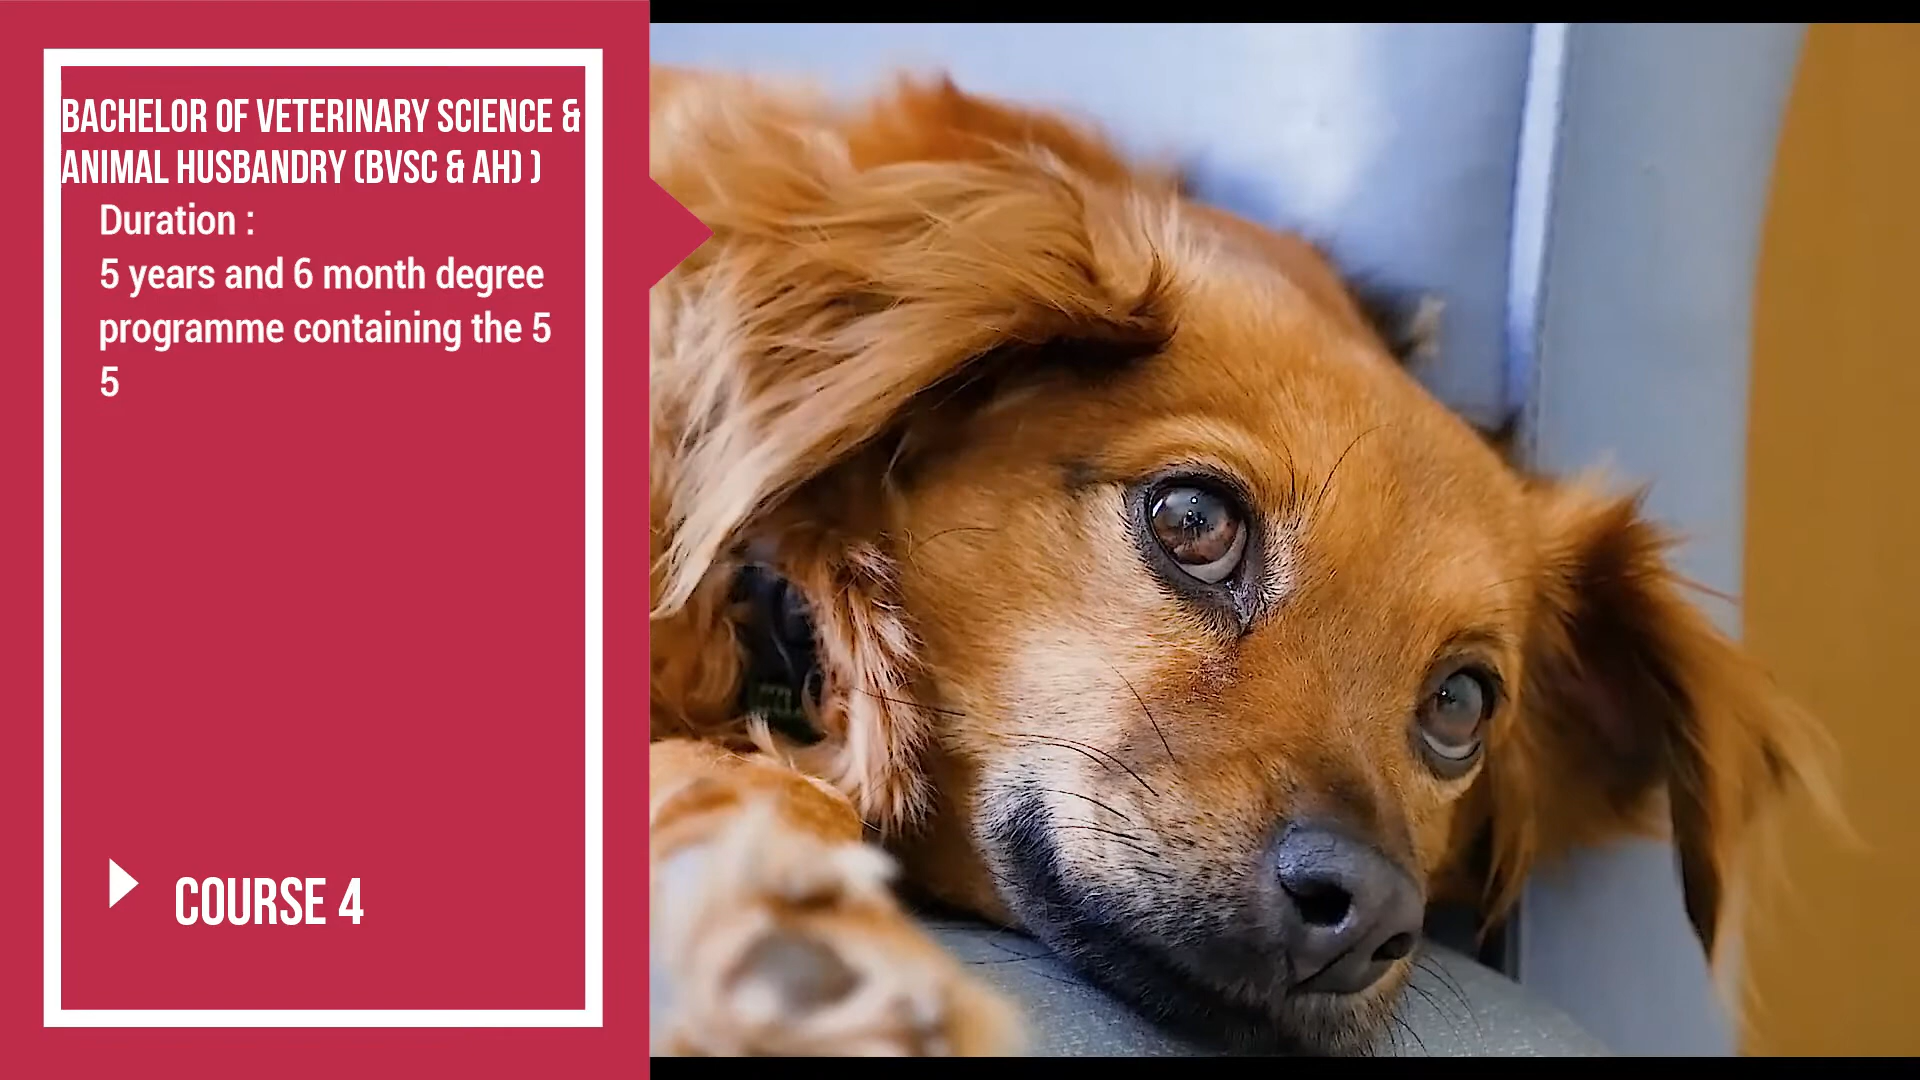 BACHELOR OF VETERINARY SCIENCE &
ANIMAL HUSBANDRY (BVSC & AH) )
Duration :
5 years and 6 month degree
programme containing the 5
5
COURSE 4